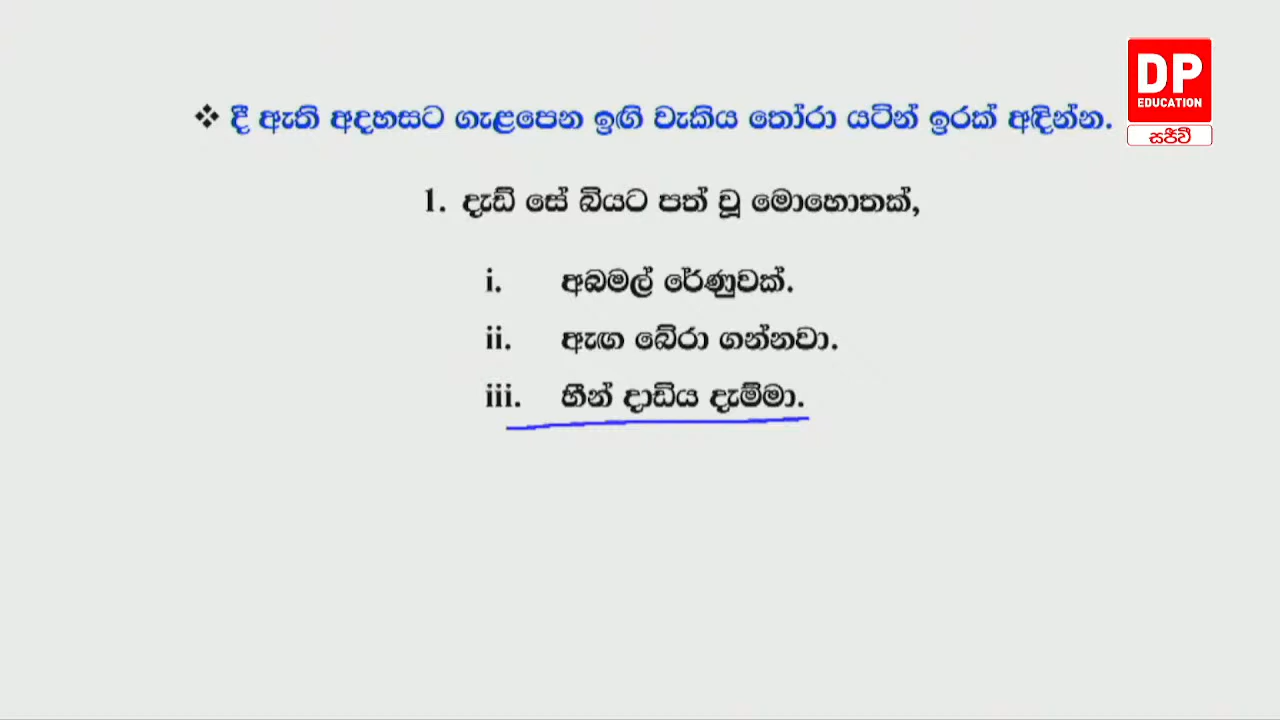 DP
EDUCATION
සජීවී
❖ දී ඇති අදහසට ගැළපෙන ඉඟි වැකිය තෝරා යටින් ඉරක් අඳින්න.
1. දැඩි සේ බියට පත් වූ මොහොතක්,
i. අබමල් රේණුවක්.
ii. ඇඟ බේරා ගන්නවා.
iii. හීන් දාඩිය දැම්මා.